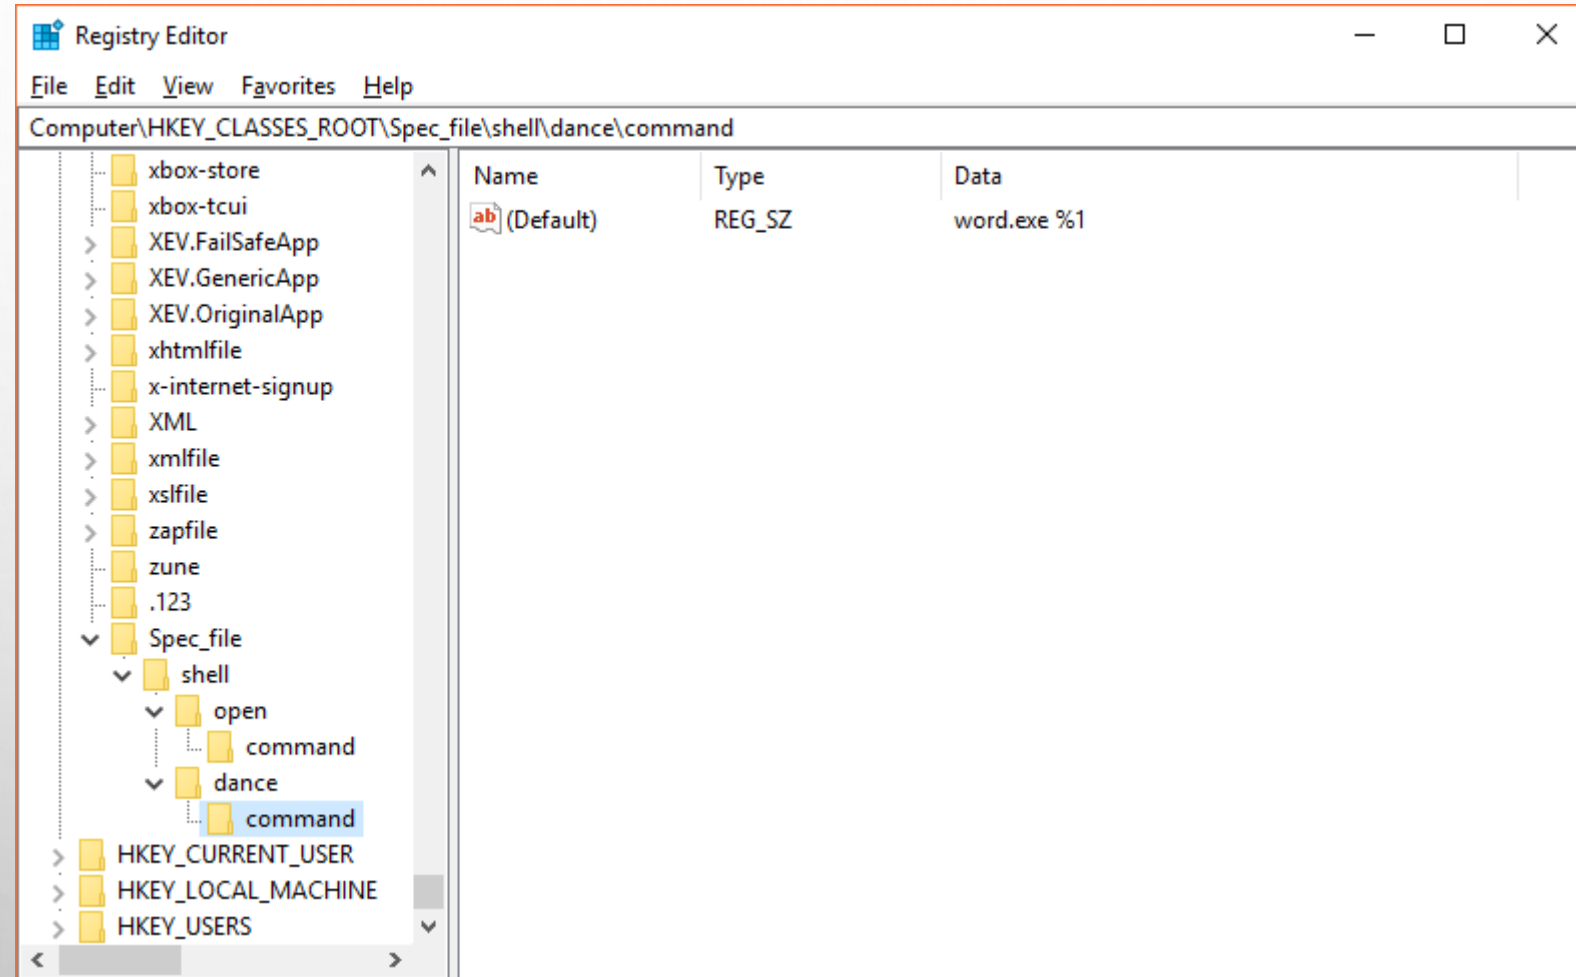 Registry Editor
File Edit View Favorites Help
Computer\HKEY_CLASSES_ROOT\Spec_file\shell\dance\command
xbox-store
xbox-tcui
XEV.FailSafeApp
XEV.GenericApp
XEV.OriginalApp
xhtmlfile
x-internet-signup
XML
xmlfile
xslfile
zapfile
zune
.123
Spec_file
shell
open
command
dance
command
HKEY_CURRENT_USER
HKEY_LOCAL_MACHINE
HKEY_USERS
Name Type Data
ab (Default) REG_SZ word.exe %1